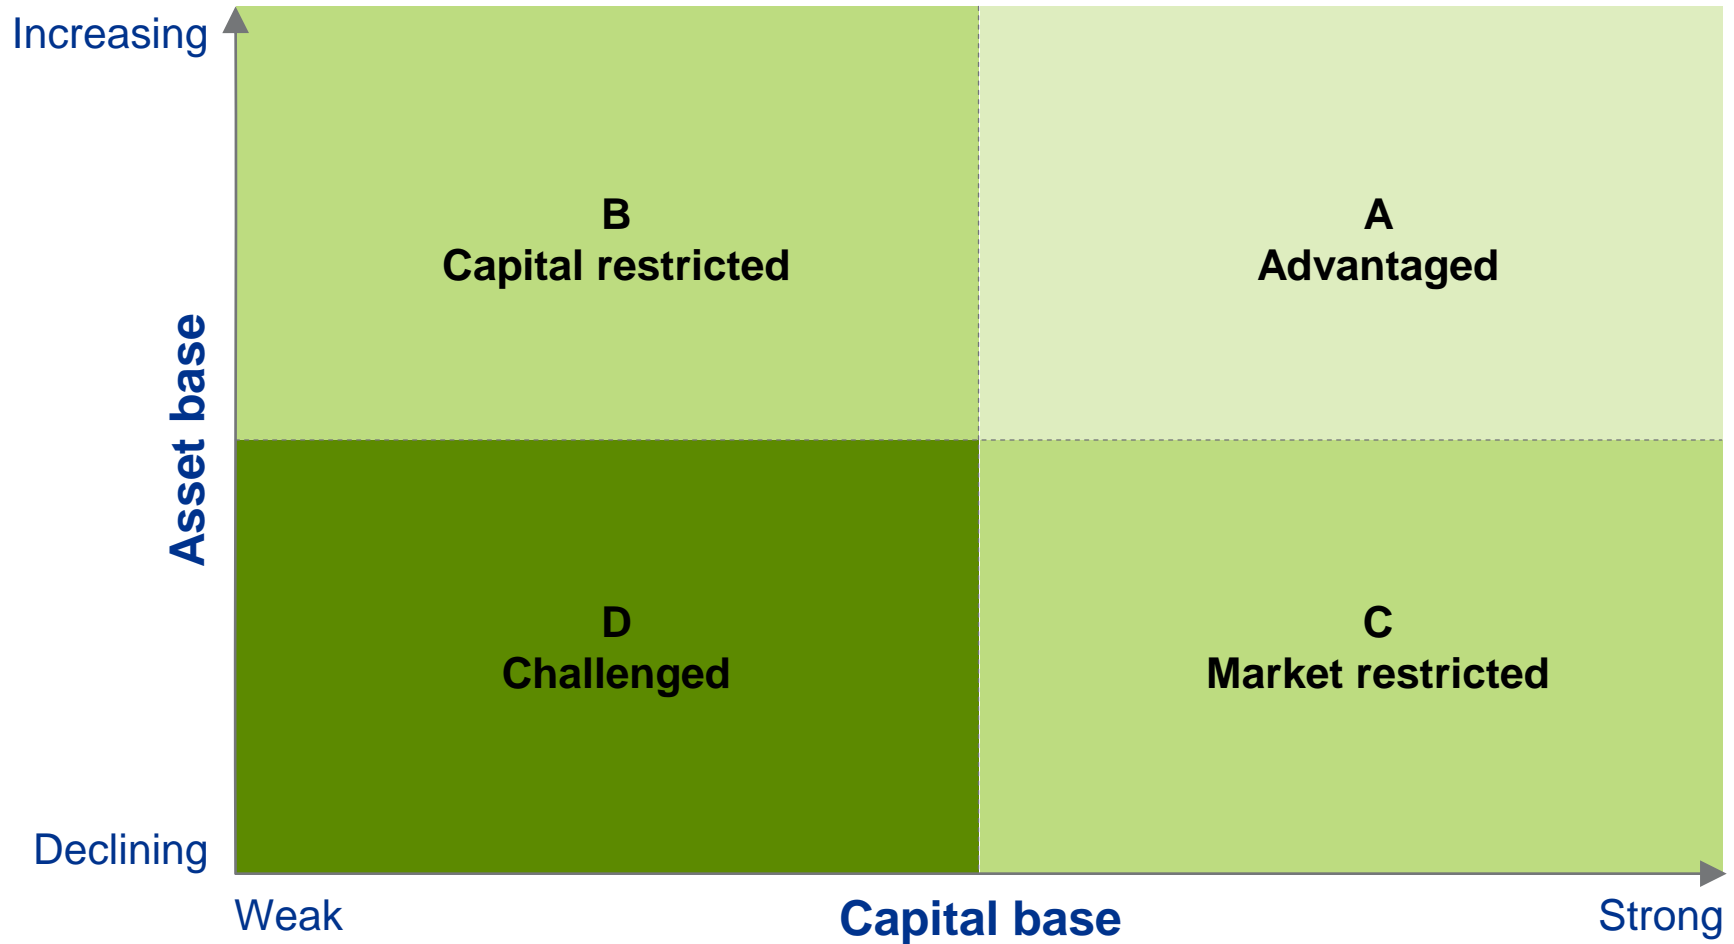 Increasing
B
Capital restricted
A
Advantaged
Asset base
D
Challenged
C
Market restricted
Declining
Weak
Capital base
Strong